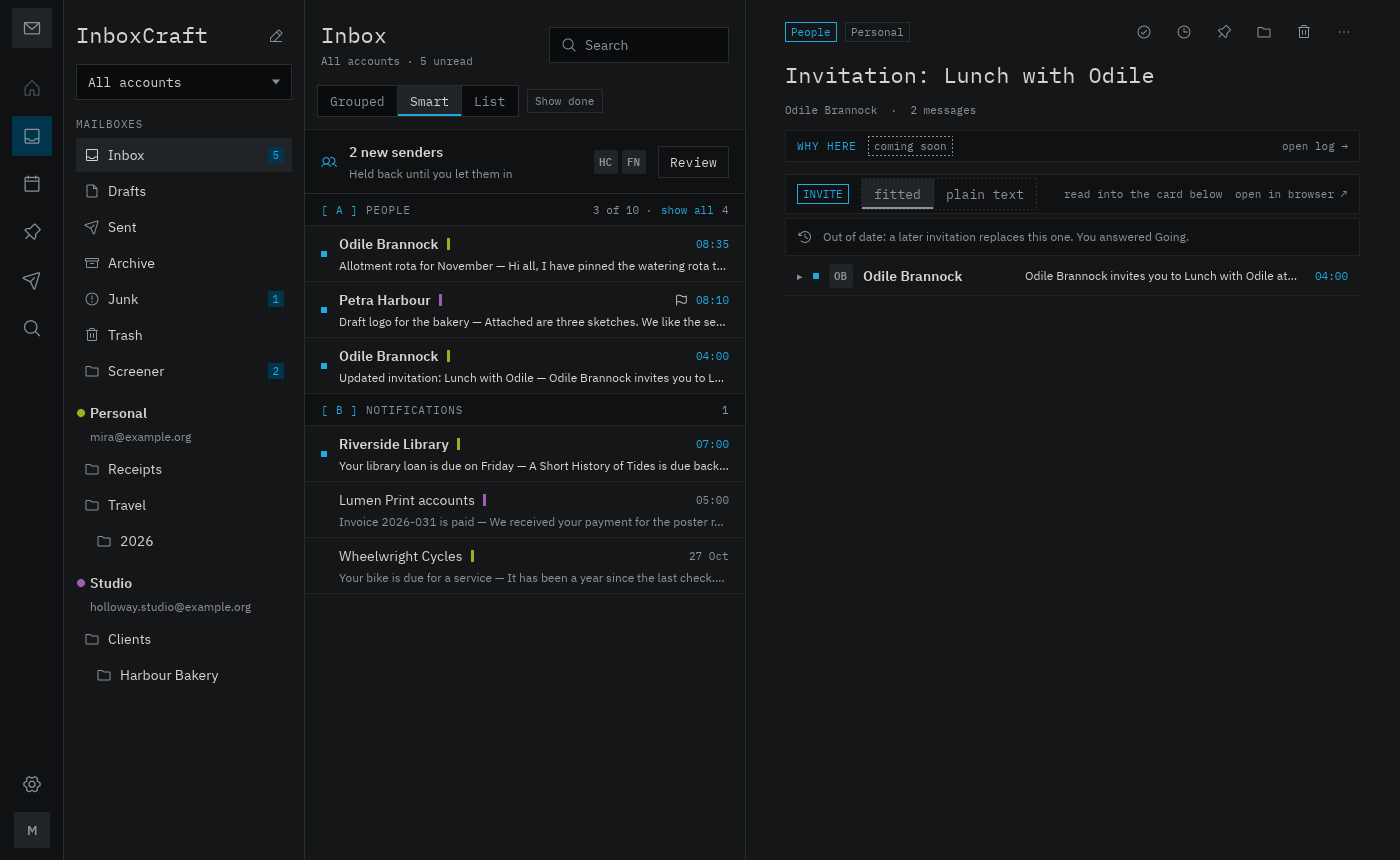 InboxCraft
All accounts
MAILBOXES
Inbox 5
Drafts
Sent
Archive
Junk 1
Trash
Screener 2
Personal
mira@example.org
Receipts
Travel
2026
Studio
holloway.studio@example.org
Clients
Harbour Bakery
M
Inbox
All accounts · 5 unread
Search
Grouped Smart List Show done
2 new senders
Held back until you let them in
HC FN Review
[ A ] PEOPLE 3 of 10 · show all 4
Odile Brannock 08:35
Allotment rota for November — Hi all, I have pinned the watering rota t…
Petra Harbour 08:10
Draft logo for the bakery — Attached are three sketches. We like the se…
Odile Brannock 04:00
Updated invitation: Lunch with Odile — Odile Brannock invites you to L…
[ B ] NOTIFICATIONS 1
Riverside Library 07:00
Your library loan is due on Friday — A Short History of Tides is due back…
Lumen Print accounts 05:00
Invoice 2026-031 is paid — We received your payment for the poster r…
Wheelwright Cycles 27 Oct
Your bike is due for a service — It has been a year since the last check.…
People Personal
Invitation: Lunch with Odile
Odile Brannock · 2 messages
WHY HERE coming soon open log →
INVITE fitted plain text read into the card below open in browser ↗
Out of date: a later invitation replaces this one. You answered Going.
▸ OB Odile Brannock Odile Brannock invites you to Lunch with Odile at… 04:00